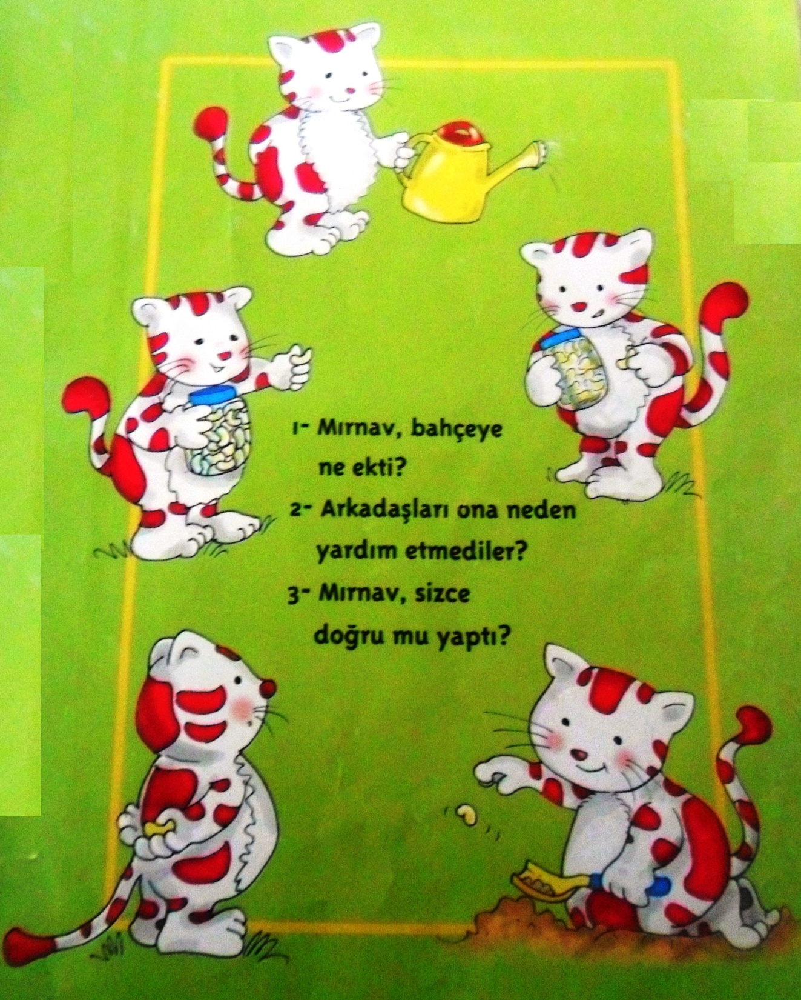 1- Mırnav, bahçeye
ne ekti?
2- Arkadaşları ona neden
yardım etmediler?
3- Mırnav, sizce
doğru mu yaptı?